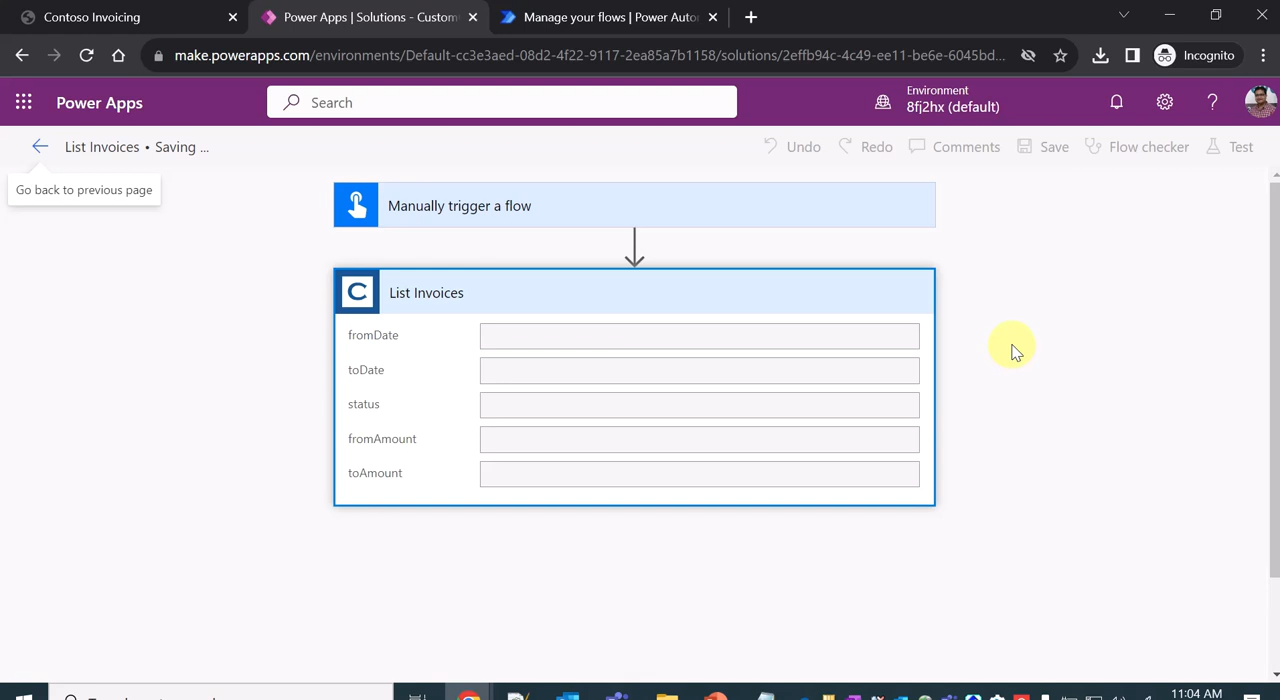 Contoso Invoicing
Power Apps | Solutions - Custom
Manage your flows | Power Auto
make.powerapps.com/environments/Default-cc3e3aed-08d2-4f22-9117-2ea85a7b1158/solutions/2effb94c-4c49-ee11-be6e-6045bd...
Incognito
Power Apps
Search
Environment
8fj2hx (default)
List Invoices • Saving ...
Undo
Redo
Comments
Save
Flow checker
Test
Go back to previous page
Manually trigger a flow
C
List Invoices
fromDate
toDate
status
fromAmount
toAmount
11:04 AM